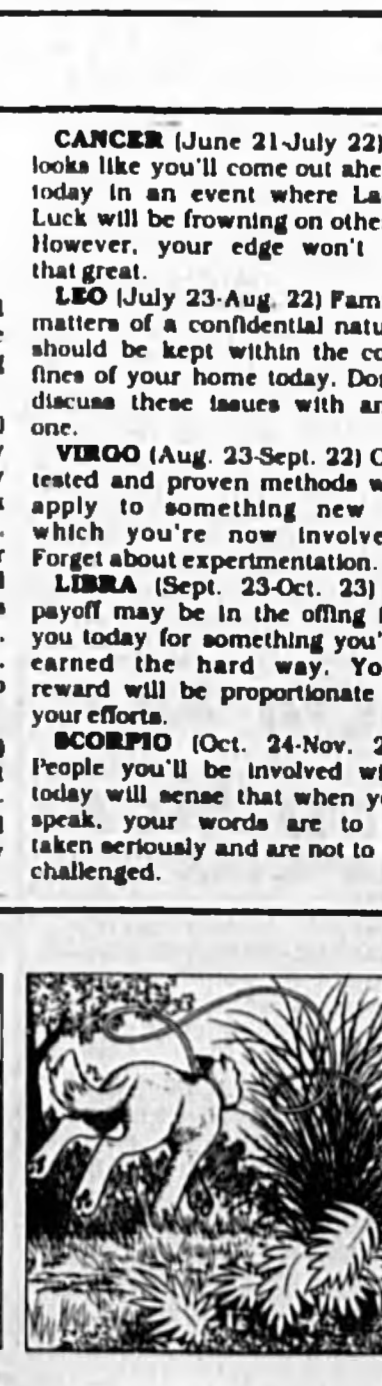 CANCER (June 21-July 22)
looks like you'll come out ahe
today in an event where La
Luck will be frowning on othe
However, your edge won't
that great.
LEO (July 23-Aug. 22) Fam
matters of a confidential natu
should be kept within the co
fines of your home today. Don
discuss these issues with an
one.
VIRGO (Aug. 23-Sept. 22) O
tested and proven methods w
apply to something new
which you're now involve
Forget about experimentation.
LIBRA (Sept. 23-Oct. 23)
payoff may be in the offing f
you today for something you'
earned the hard way. Yo
reward will be proportionate
your efforts.
SCORPIO (Oct. 24-Nov. 2
People you'll be involved wi
today will sense that when yo
speak, your words are to
taken seriously and are not to
challenged.